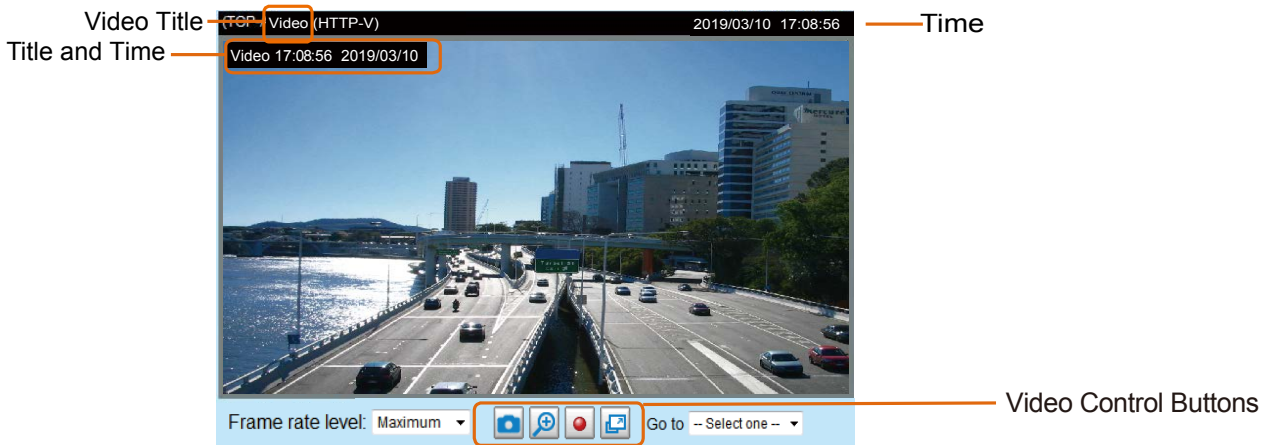 Video Title
(TCP-) Video (HTTP-V) 2019/03/10 17:08:56
Time
Title and Time
Video 17:08:56 2019/03/10
mercure
Frame rate level: Maximum
Go to -- Select one --
Video Control Buttons